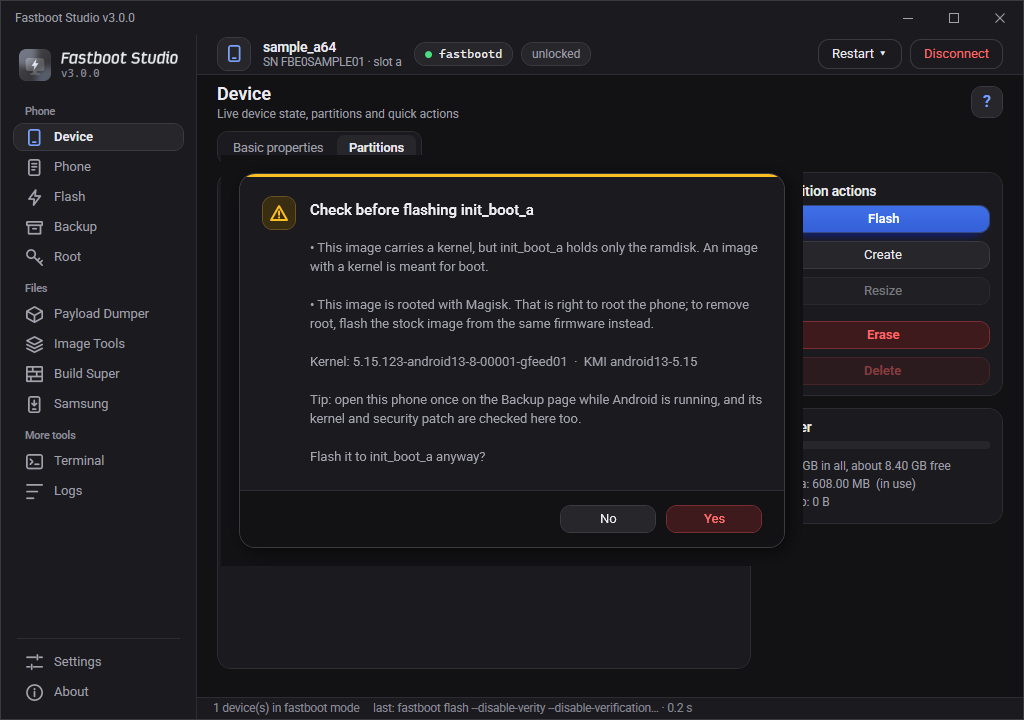 Fastboot Studio v3.0.0
Fastboot Studio
v3.0.0
Phone
Device
Phone
Flash
Backup
Root
Files
Payload Dumper
Image Tools
Build Super
Samsung
More tools
Terminal
Logs
Settings
About
sample_a64
SN FBE0SAMPLE01 · slot a
fastbootd
unlocked
Restart ▾
Disconnect
Device
Live device state, partitions and quick actions
?
Basic properties
Partitions
Check before flashing init_boot_a
• This image carries a kernel, but init_boot_a holds only the ramdisk. An image
with a kernel is meant for boot.
• This image is rooted with Magisk. That is right to root the phone; to remove
root, flash the stock image from the same firmware instead.
Kernel: 5.15.123-android13-8-00001-gfeed01 · KMI android13-5.15
Tip: open this phone once on the Backup page while Android is running, and its
kernel and security patch are checked here too.
Flash it to init_boot_a anyway?
No
Yes
ition actions
Flash
Create
Resize
Erase
Delete
er
GB in all, about 8.40 GB free
a: 608.00 MB (in use)
o: 0 B
1 device(s) in fastboot mode
last: fastboot flash --disable-verity --disable-verification… · 0.2 s